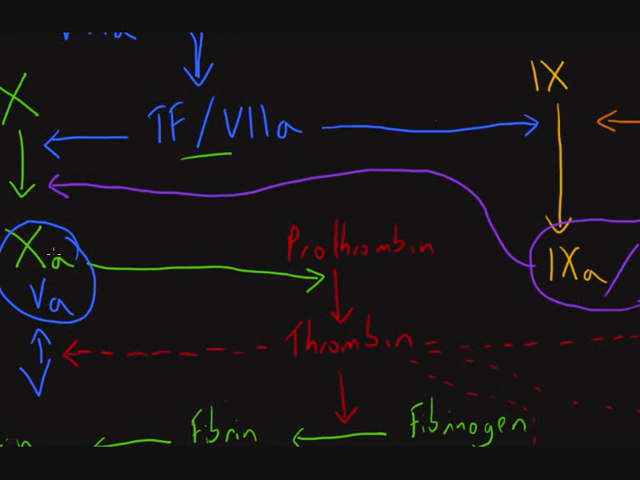 X
TF/VIIa
IX
Prothrombin
Xa
Va
IXa/
Thrombin
V
Fibrin
Fibrinogen